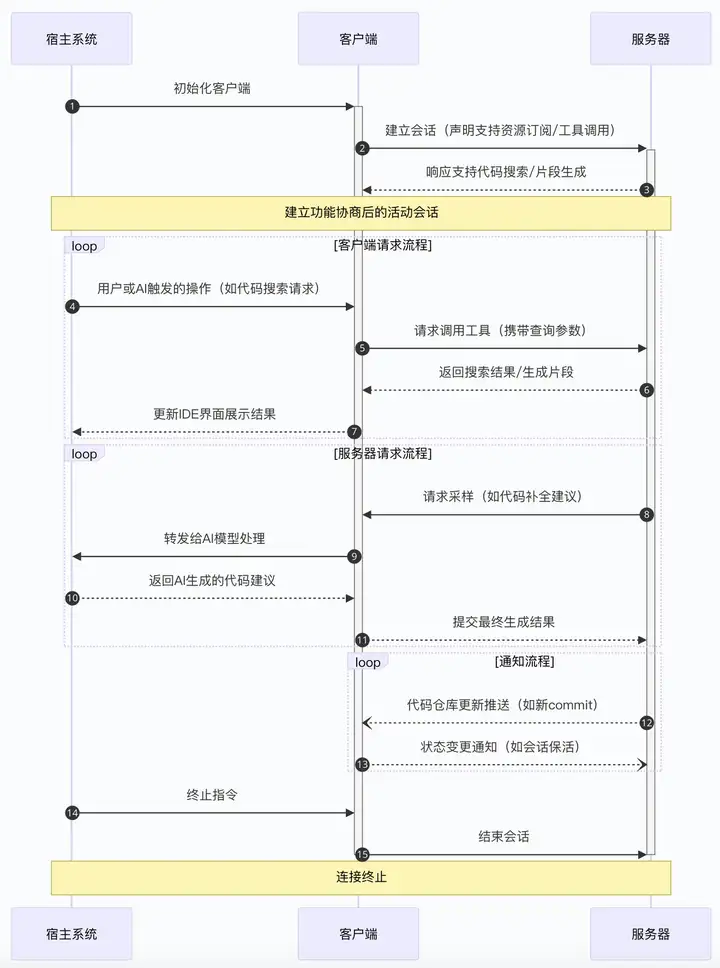 宿主系统
客户端
服务器
初始化客户端
1
建立会话（声明支持资源订阅/工具调用）
2
响应支持代码搜索/片段生成
3
建立功能协商后的活动会话
loop
[客户端请求流程]
用户或AI触发的操作（如代码搜索请求）
4
请求调用工具（携带查询参数）
5
返回搜索结果/生成片段
6
更新IDE界面展示结果
7
loop
[服务器请求流程]
请求采样（如代码补全建议）
8
转发给AI模型处理
9
返回AI生成的代码建议
10
提交最终生成结果
11
loop
[通知流程]
代码仓库更新推送（如新commit）
12
状态变更通知（如会话保活）
13
终止指令
14
结束会话
15
连接终止
宿主系统
客户端
服务器